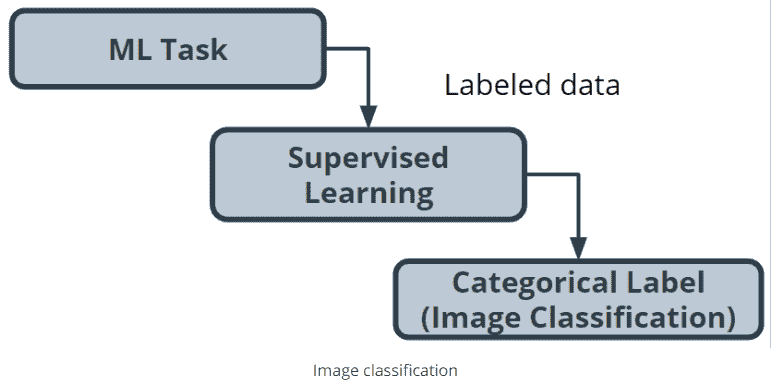 ML Task
Labeled data
Supervised
Learning
Categorical Label
(Image Classification)
Image classification